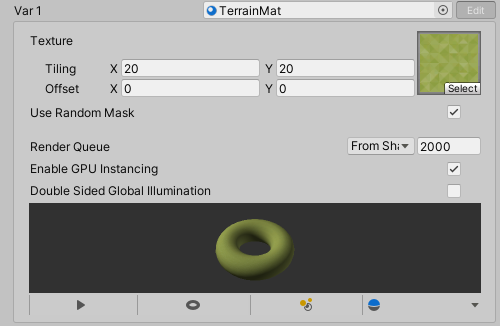 Var 1 TerrainMat Edit
Texture
Tiling X 20 Y 20
Offset X 0 Y 0
Select
Use Random Mask
Render Queue From Sha 2000
Enable GPU Instancing
Double Sided Global Illumination